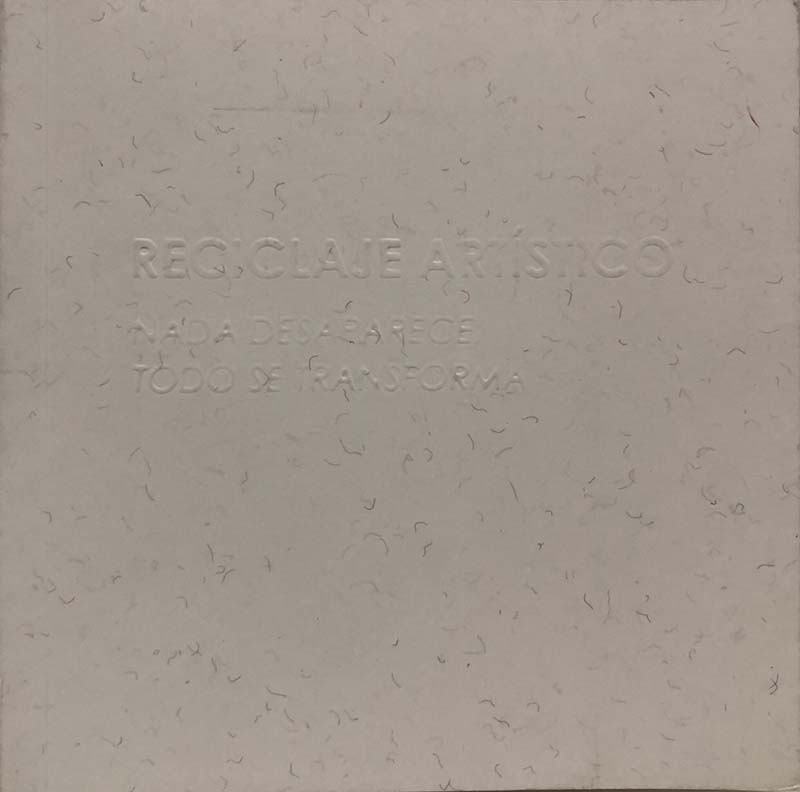 RECICLAJE ARTÍSTICO
NADA DESAPARECE
TODO SE TRANSFORMA